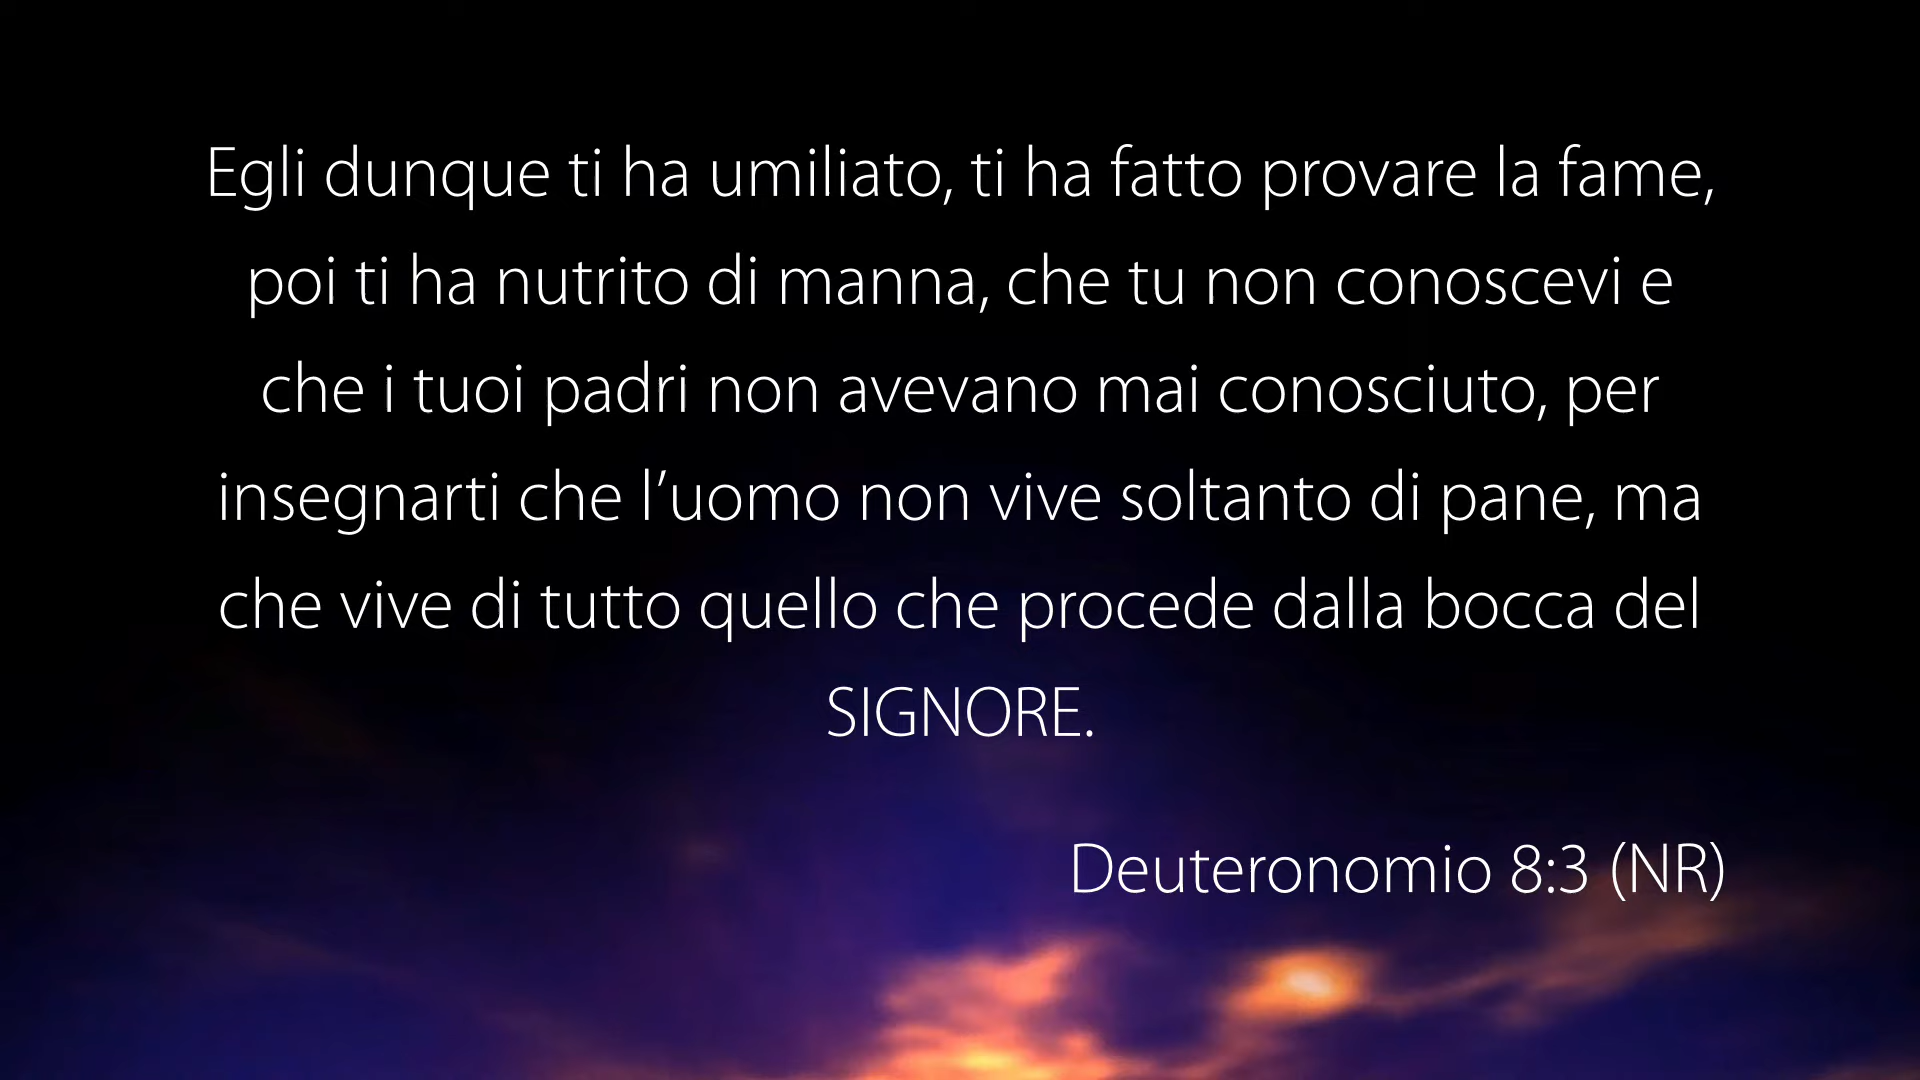 Egli dunque ti ha umiliato, ti ha fatto provare la fame,
poi ti ha nutrito di manna, che tu non conoscevi e
che i tuoi padri non avevano mai conosciuto, per
insegnarti che l’uomo non vive soltanto di pane, ma
che vive di tutto quello che procede dalla bocca del
SIGNORE.
Deuteronomio 8:3 (NR)